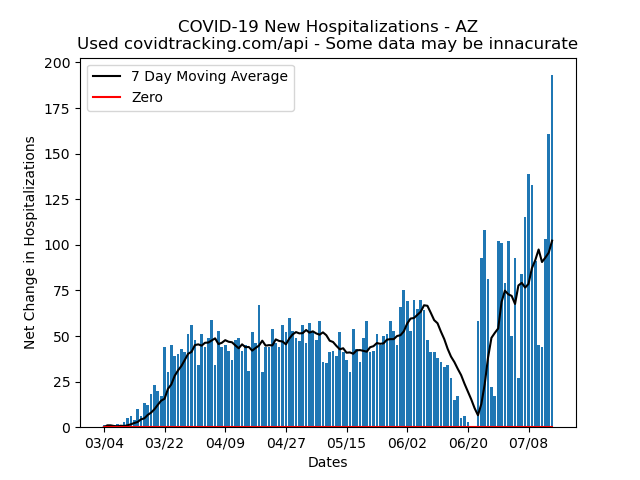 COVID-19 New Hospitalizations - AZ
Used covidtracking.com/api - Some data may be innacurate
7 Day Moving Average
Zero
Net Change in Hospitalizations
200
175
150
125
100
75
50
25
0
03/04 03/22 04/09 04/27 05/15 06/02 06/20 07/08
Dates